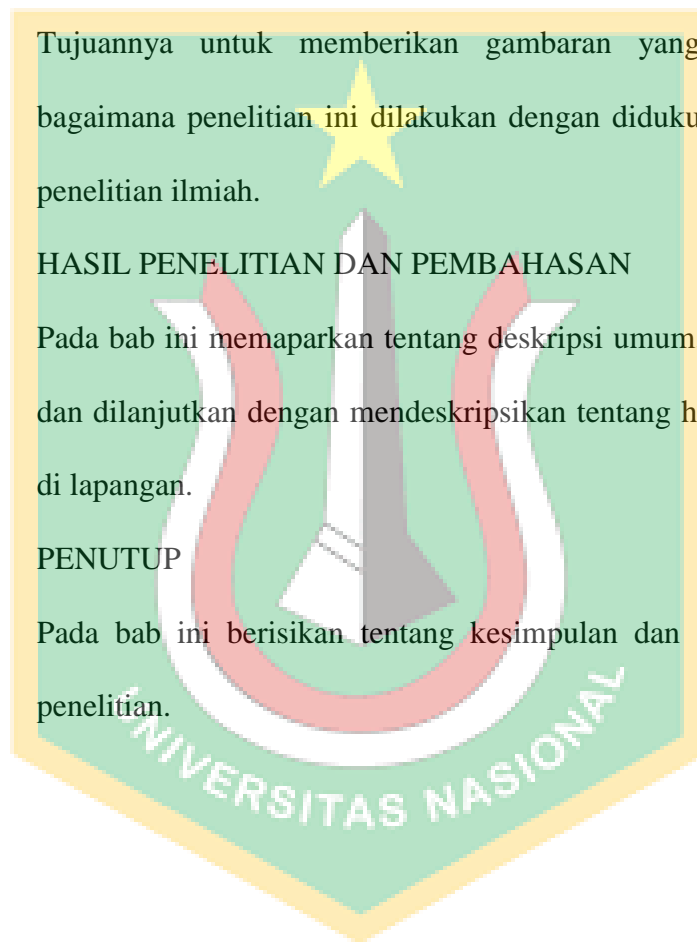 Tujuannya untuk memberikan gambaran yang
bagaimana penelitian ini dilakukan dengan diduku
penelitian ilmiah.
HASIL PENELITIAN DAN PEMBAHASAN
Pada bab ini memaparkan tentang deskripsi umum
dan dilanjutkan dengan mendeskripsikan tentang h
di lapangan.
PENUTUP
Pada bab ini berisikan tentang kesimpulan dan
penelitian.
UNIVERSITAS NASIONAL